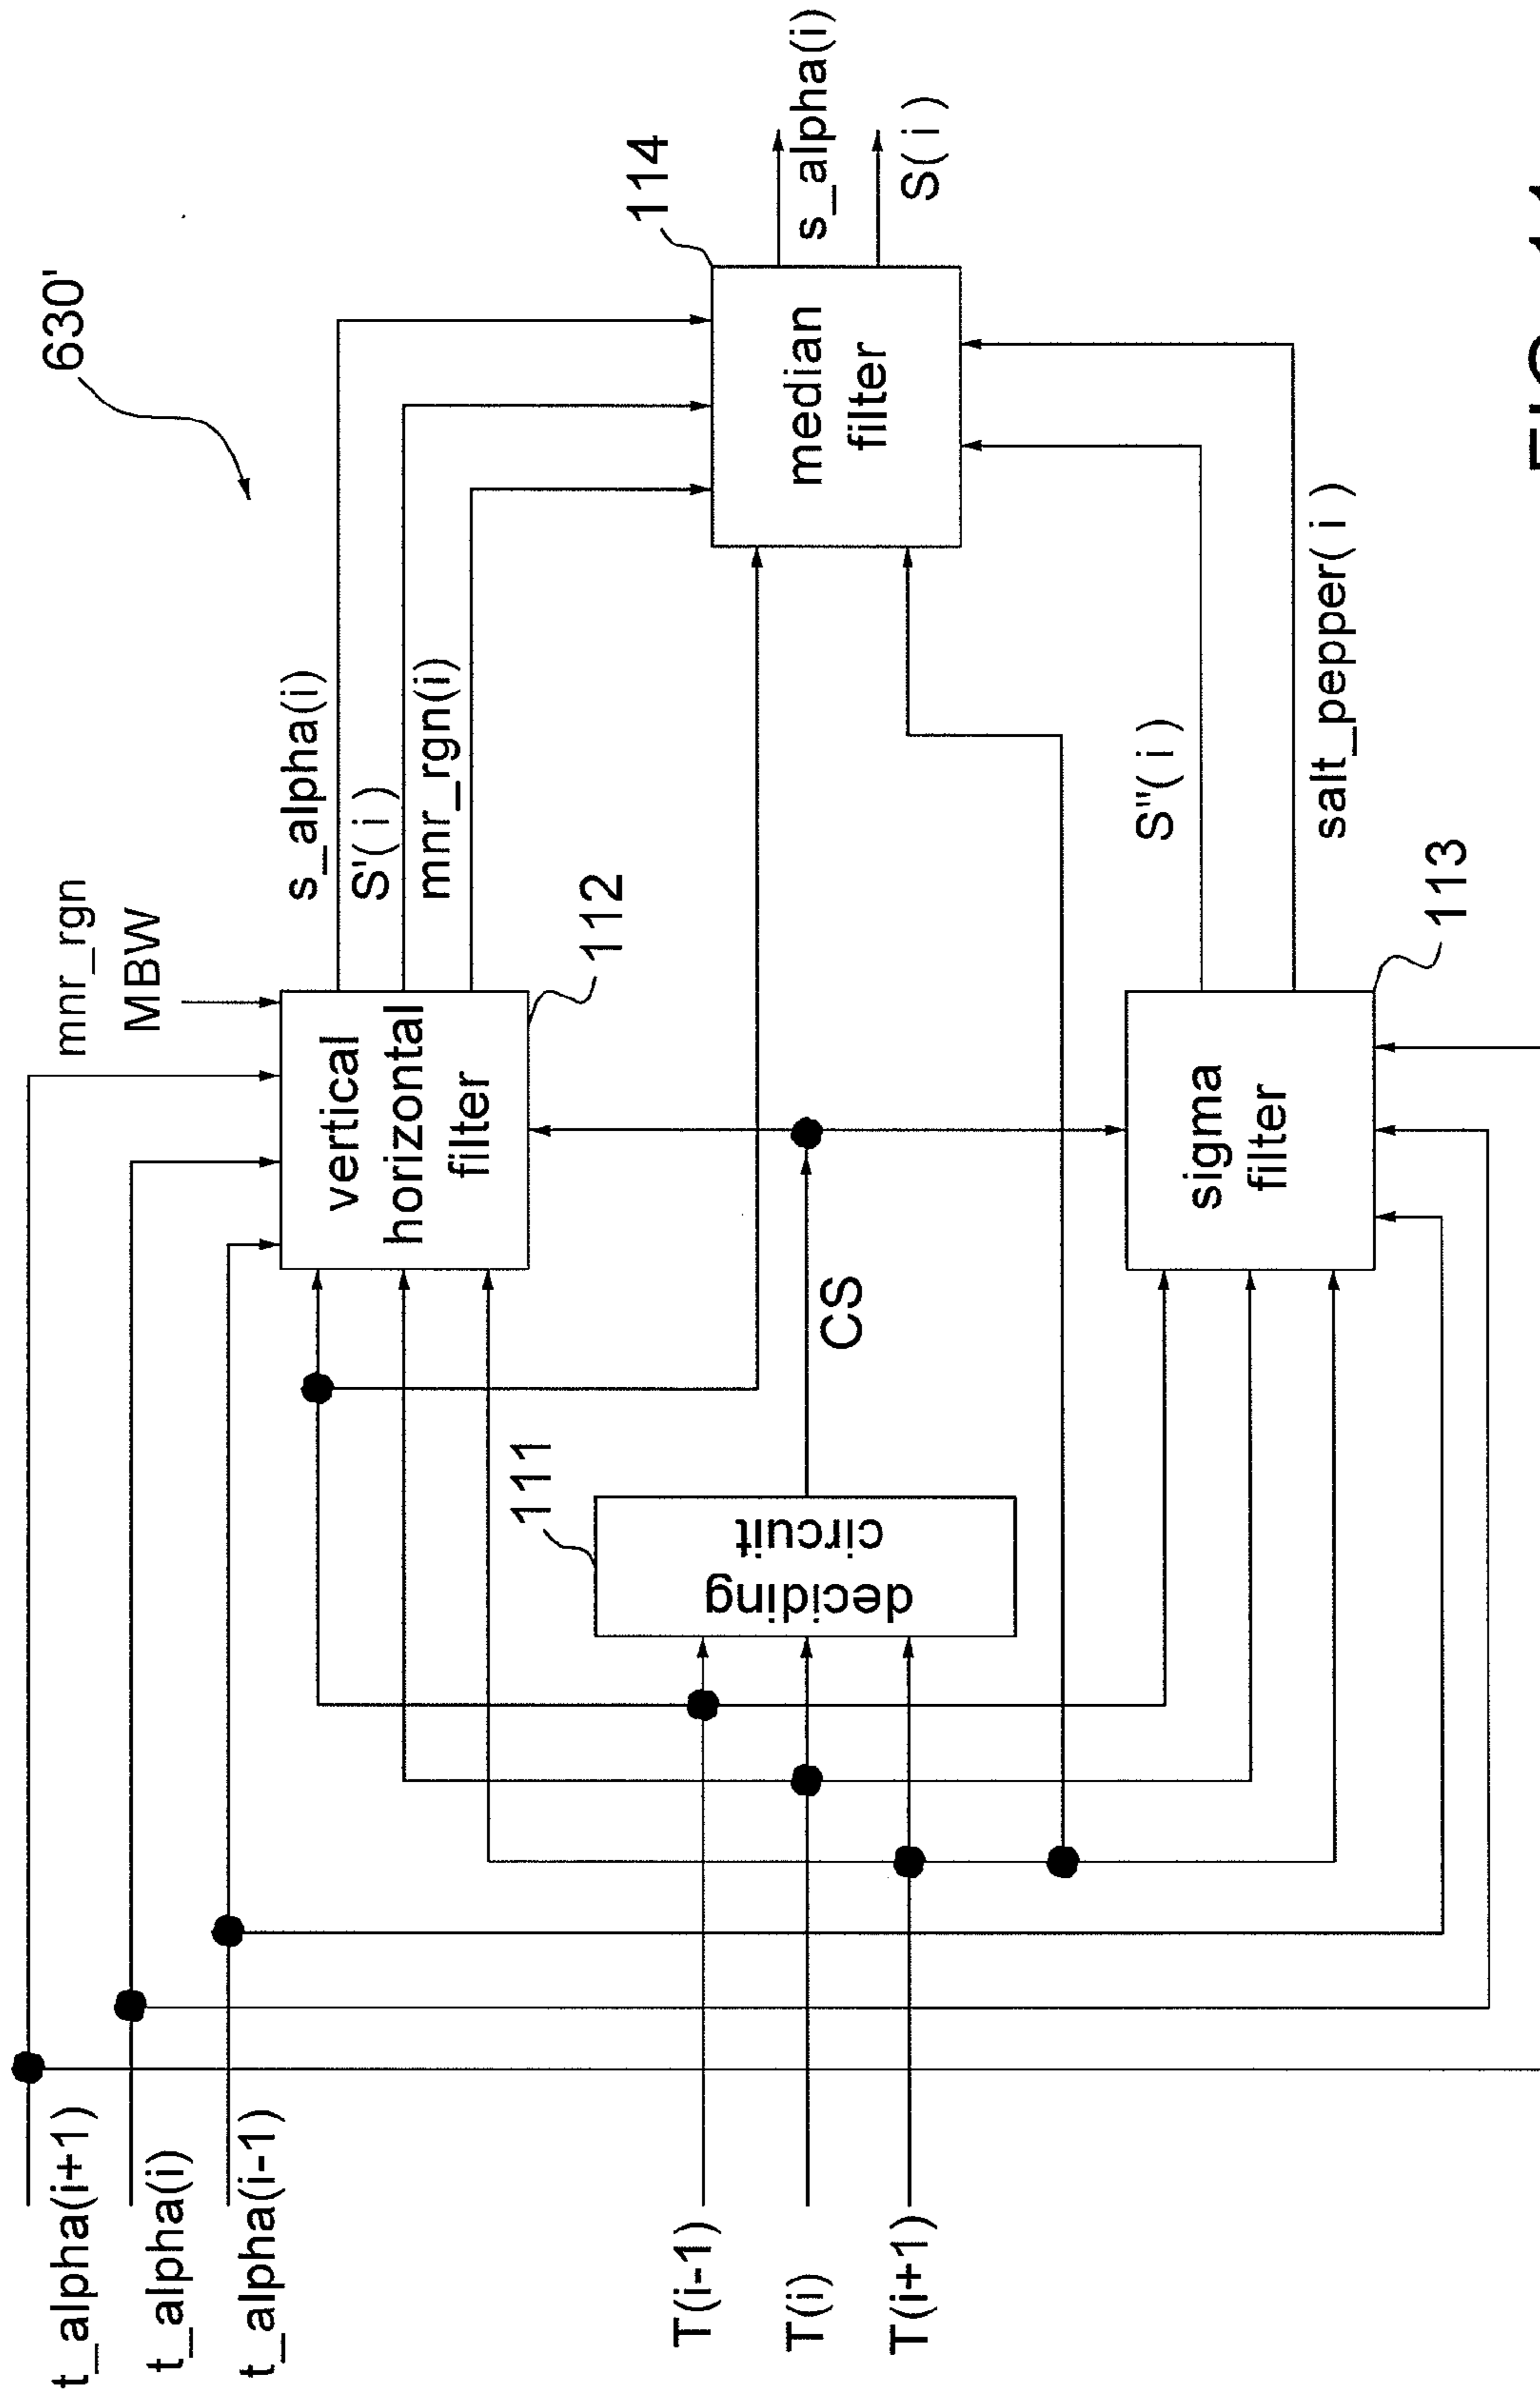 630'
mnr_rgn
MBW
t_alpha(i+1)
t_alpha(i)
t_alpha(i-1)
vertical
horizontal
filter
112
s_alpha(i)
S'( i )
mnr_rgn(i)
114
median
filter
s_alpha(i)
S( i )
111
deciding
circuit
CS
T(i-1)
T(i)
T(i+1)
sigma
filter
113
S"( i )
salt_pepper( i )